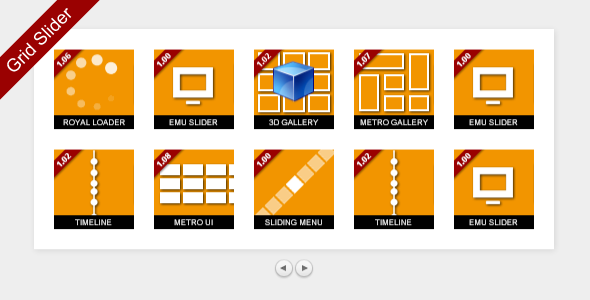 Grid Slider
1.06
ROYAL LOADER
1.00
EMU SLIDER
1.02
3D GALLERY
1.07
METRO GALLERY
1.00
EMU SLIDER
1.02
TIMELINE
1.08
METRO UI
1.00
SLIDING MENU
1.02
TIMELINE
1.00
EMU SLIDER